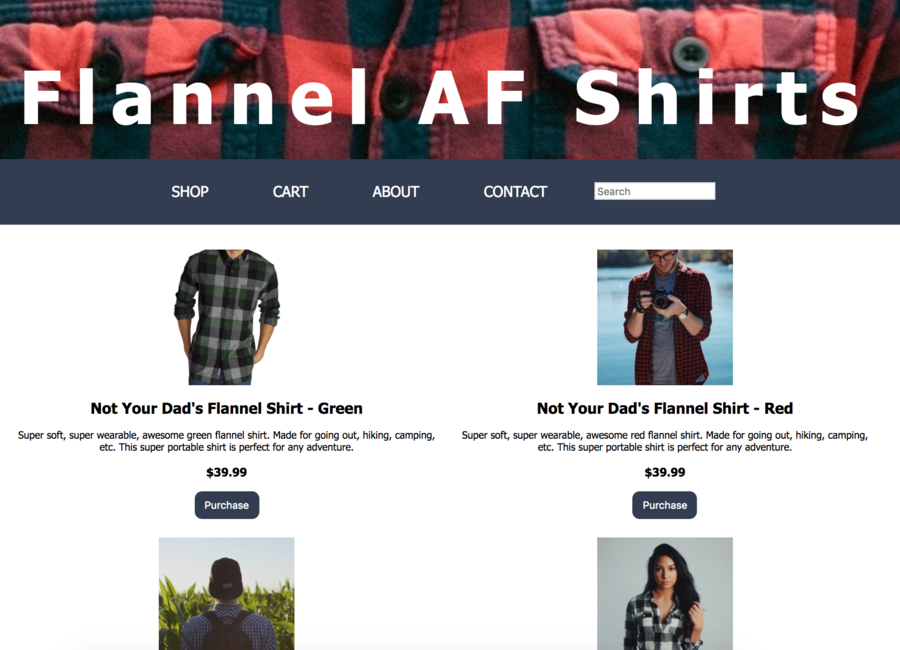 Flannel AF Shirts
SHOP CART ABOUT CONTACT Search
Not Your Dad's Flannel Shirt - Green
Super soft, super wearable, awesome green flannel shirt. Made for going out, hiking, camping,
etc. This super portable shirt is perfect for any adventure.
$39.99
Purchase
Not Your Dad's Flannel Shirt - Red
Super soft, super wearable, awesome red flannel shirt. Made for going out, hiking, camping,
etc. This super portable shirt is perfect for any adventure.
$39.99
Purchase